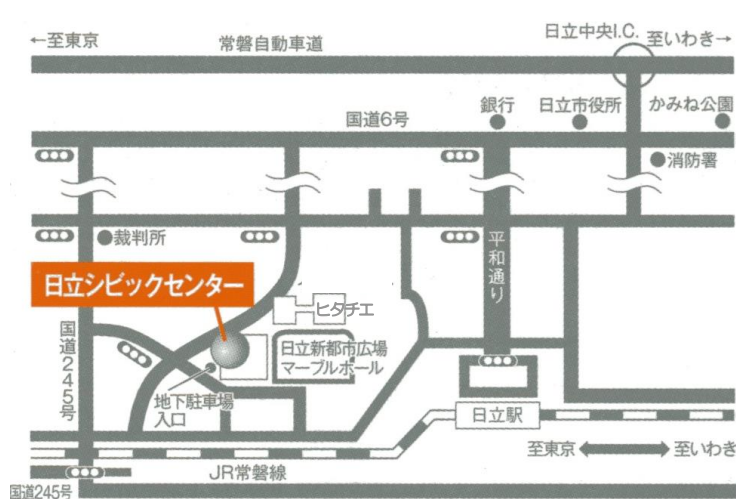 ←至東京
常磐自動車道
日立中央I.C.
至いわき→
国道6号
銀行
日立市役所
かみね公園
消防署
裁判所
平和通り
日立シビックセンター
ヒタチエ
国道245号
日立新都市広場
マーブルホール
地下駐車場
入口
日立駅
至東京
至いわき
JR常磐線
国道245号